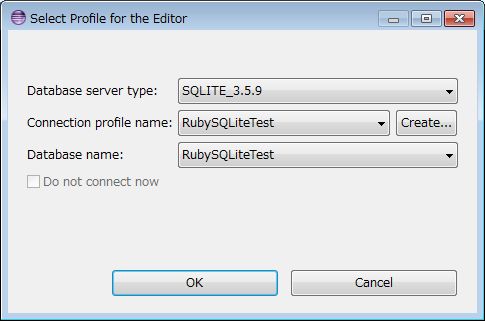 Select Profile for the Editor
Database server type: SQLITE_3.5.9
Connection profile name: RubySQLiteTest Create...
Database name: RubySQLiteTest
Do not connect now
OK Cancel